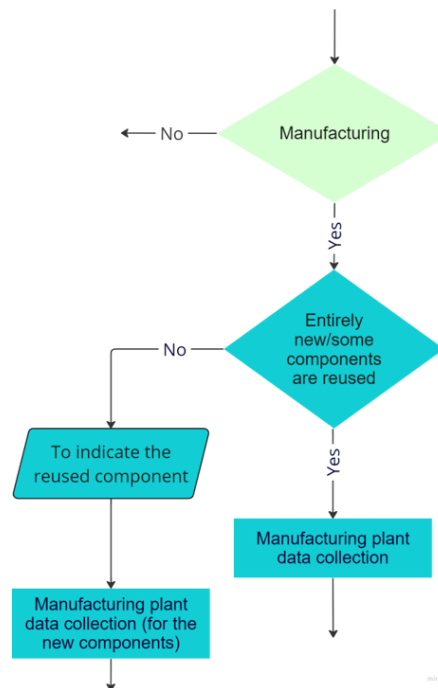 Manufacturing
No
Yes
Entirely
new/some
components
are reused
No
Yes
To indicate the
reused component
Manufacturing plant
data collection
Manufacturing plant
data collection (for the
new components)